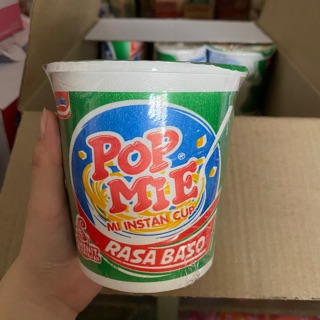 POP
MIE
MI INSTAN CUP
RASA BASO